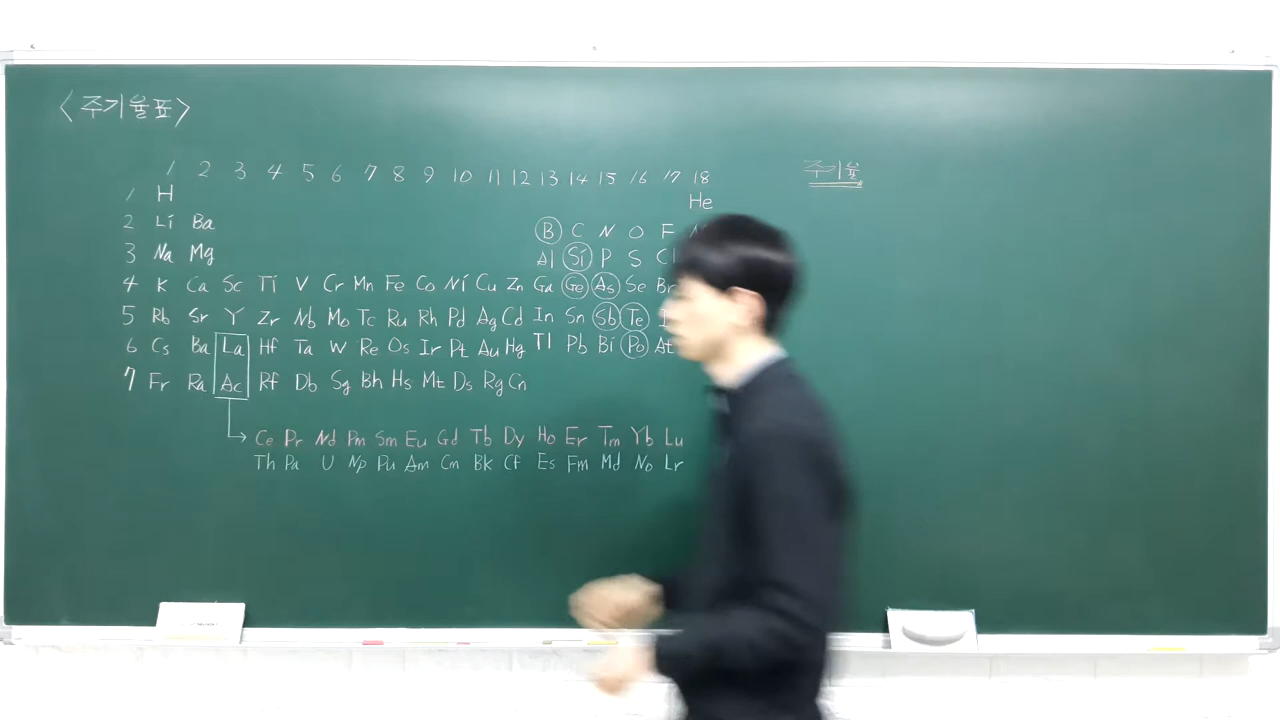 <주기율표>
1 2 3 4 5 6 7 8 9 10 11 12 13 14 15 16 17 18
주기율
1 H He
2 Li Ba B C N O F
3 Na Mg Al Si P S Cl
4 K Ca Sc Ti V Cr Mn Fe Co Ni Cu Zn Ga Ge As Se Br
5 Rb Sr Y Zr Nb Mo Tc Ru Rh Pd Ag Cd In Sn Sb Te
6 Cs Ba La Hf Ta W Re Os Ir Pt Au Hg Tl Pb Bi Po At
7 Fr Ra Ac Rf Db Sg Bh Hs Mt Ds Rg Cn
Ce Pr Nd Pm Sm Eu Gd Tb Dy Ho Er Tm Yb Lu
Th Pa U Np Pu Am Cm Bk Cf Es Fm Md No Lr